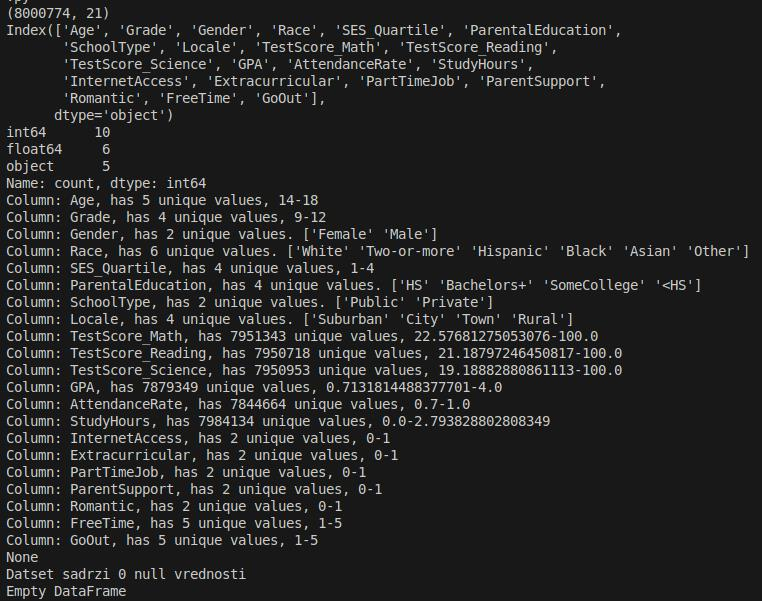 (8000774, 21)
Index(['Age', 'Grade', 'Gender', 'Race', 'SES_Quartile', 'ParentalEducation',
       'SchoolType', 'Locale', 'TestScore_Math', 'TestScore_Reading',
       'TestScore_Science', 'GPA', 'AttendanceRate', 'StudyHours',
       'InternetAccess', 'Extracurricular', 'PartTimeJob', 'ParentSupport',
       'Romantic', 'FreeTime', 'GoOut'],
      dtype='object')
int64      10
float64     6
object      5
Name: count, dtype: int64
Column: Age, has 5 unique values, 14-18
Column: Grade, has 4 unique values, 9-12
Column: Gender, has 2 unique values. ['Female' 'Male']
Column: Race, has 6 unique values. ['White' 'Two-or-more' 'Hispanic' 'Black' 'Asian' 'Other']
Column: SES_Quartile, has 4 unique values, 1-4
Column: ParentalEducation, has 4 unique values. ['HS' 'Bachelors+' 'SomeCollege' '<HS']
Column: SchoolType, has 2 unique values. ['Public' 'Private']
Column: Locale, has 4 unique values. ['Suburban' 'City' 'Town' 'Rural']
Column: TestScore_Math, has 7951343 unique values, 22.57681275053076-100.0
Column: TestScore_Reading, has 7950718 unique values, 21.18797246450817-100.0
Column: TestScore_Science, has 7950953 unique values, 19.18882880861113-100.0
Column: GPA, has 7879349 unique values, 0.7131814488377701-4.0
Column: AttendanceRate, has 7844664 unique values, 0.7-1.0
Column: StudyHours, has 7984134 unique values, 0.0-2.793828802808349
Column: InternetAccess, has 2 unique values, 0-1
Column: Extracurricular, has 2 unique values, 0-1
Column: PartTimeJob, has 2 unique values, 0-1
Column: ParentSupport, has 2 unique values, 0-1
Column: Romantic, has 2 unique values, 0-1
Column: FreeTime, has 5 unique values, 1-5
Column: GoOut, has 5 unique values, 1-5
None
Datset sadrzi 0 null vrednosti
Empty DataFrame